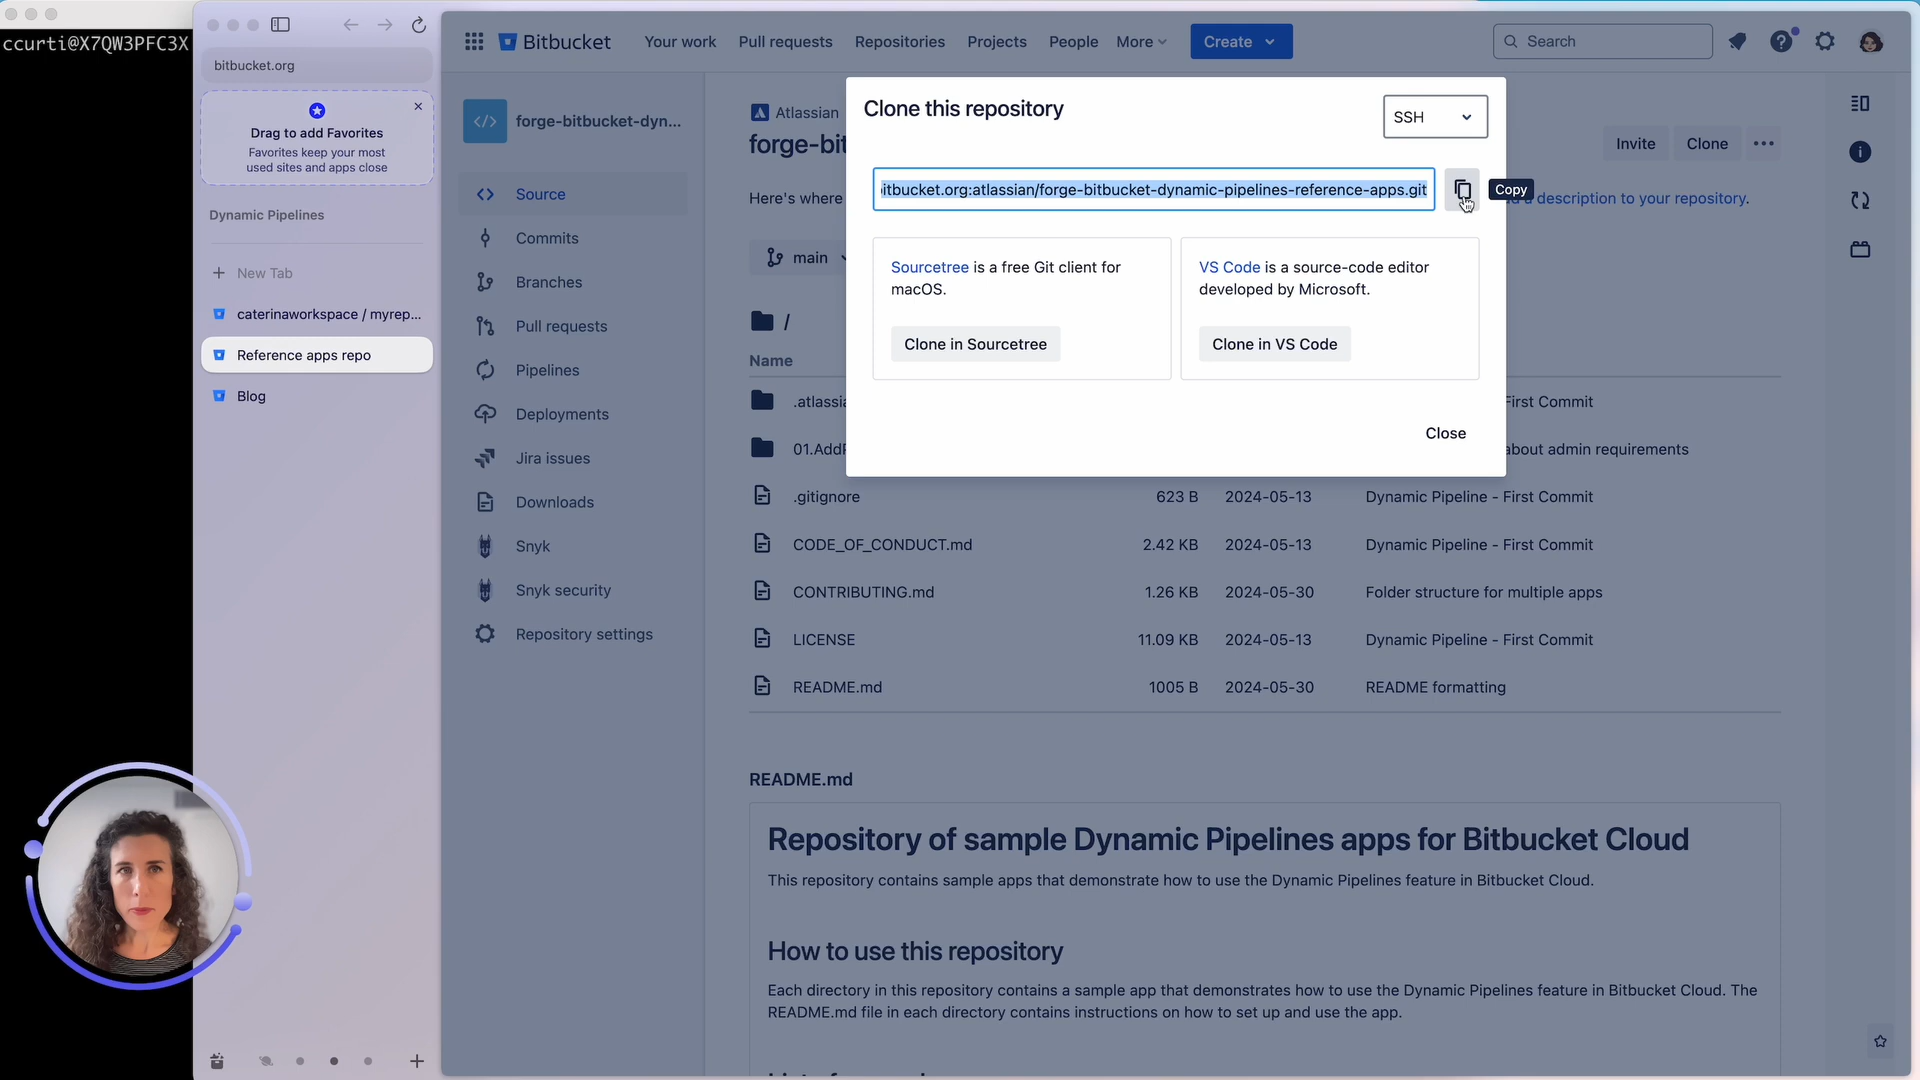 ccurti@X7QW3PFC3X
bitbucket.org
Drag to add Favorites
Favorites keep your most
used sites and apps close
Dynamic Pipelines
New Tab
caterinaworkspace / myrep...
Reference apps repo
Blog
Bitbucket
Your work
Pull requests
Repositories
Projects
People
More
Create
Search
forge-bitbucket-dyn...
Source
Commits
Branches
Pull requests
Pipelines
Deployments
Jira issues
Downloads
Snyk
Snyk security
Repository settings
Atlassian
forge-bit
Invite
Clone
Here's where
a description to your repository.
main
/
Name
Clone this repository
SSH
itbucket.org:atlassian/forge-bitbucket-dynamic-pipelines-reference-apps.git
Copy
Sourcetree is a free Git client for
macOS.
Clone in Sourcetree
VS Code is a source-code editor
developed by Microsoft.
Clone in VS Code
Close
.atlassia
First Commit
01.AddP
about admin requirements
.gitignore 623 B 2024-05-13 Dynamic Pipeline - First Commit
CODE_OF_CONDUCT.md 2.42 KB 2024-05-13 Dynamic Pipeline - First Commit
CONTRIBUTING.md 1.26 KB 2024-05-30 Folder structure for multiple apps
LICENSE 11.09 KB 2024-05-13 Dynamic Pipeline - First Commit
README.md 1005 B 2024-05-30 README formatting
README.md
Repository of sample Dynamic Pipelines apps for Bitbucket Cloud
This repository contains sample apps that demonstrate how to use the Dynamic Pipelines feature in Bitbucket Cloud.
How to use this repository
Each directory in this repository contains a sample app that demonstrates how to use the Dynamic Pipelines feature in Bitbucket Cloud. The
README.md file in each directory contains instructions on how to set up and use the app.